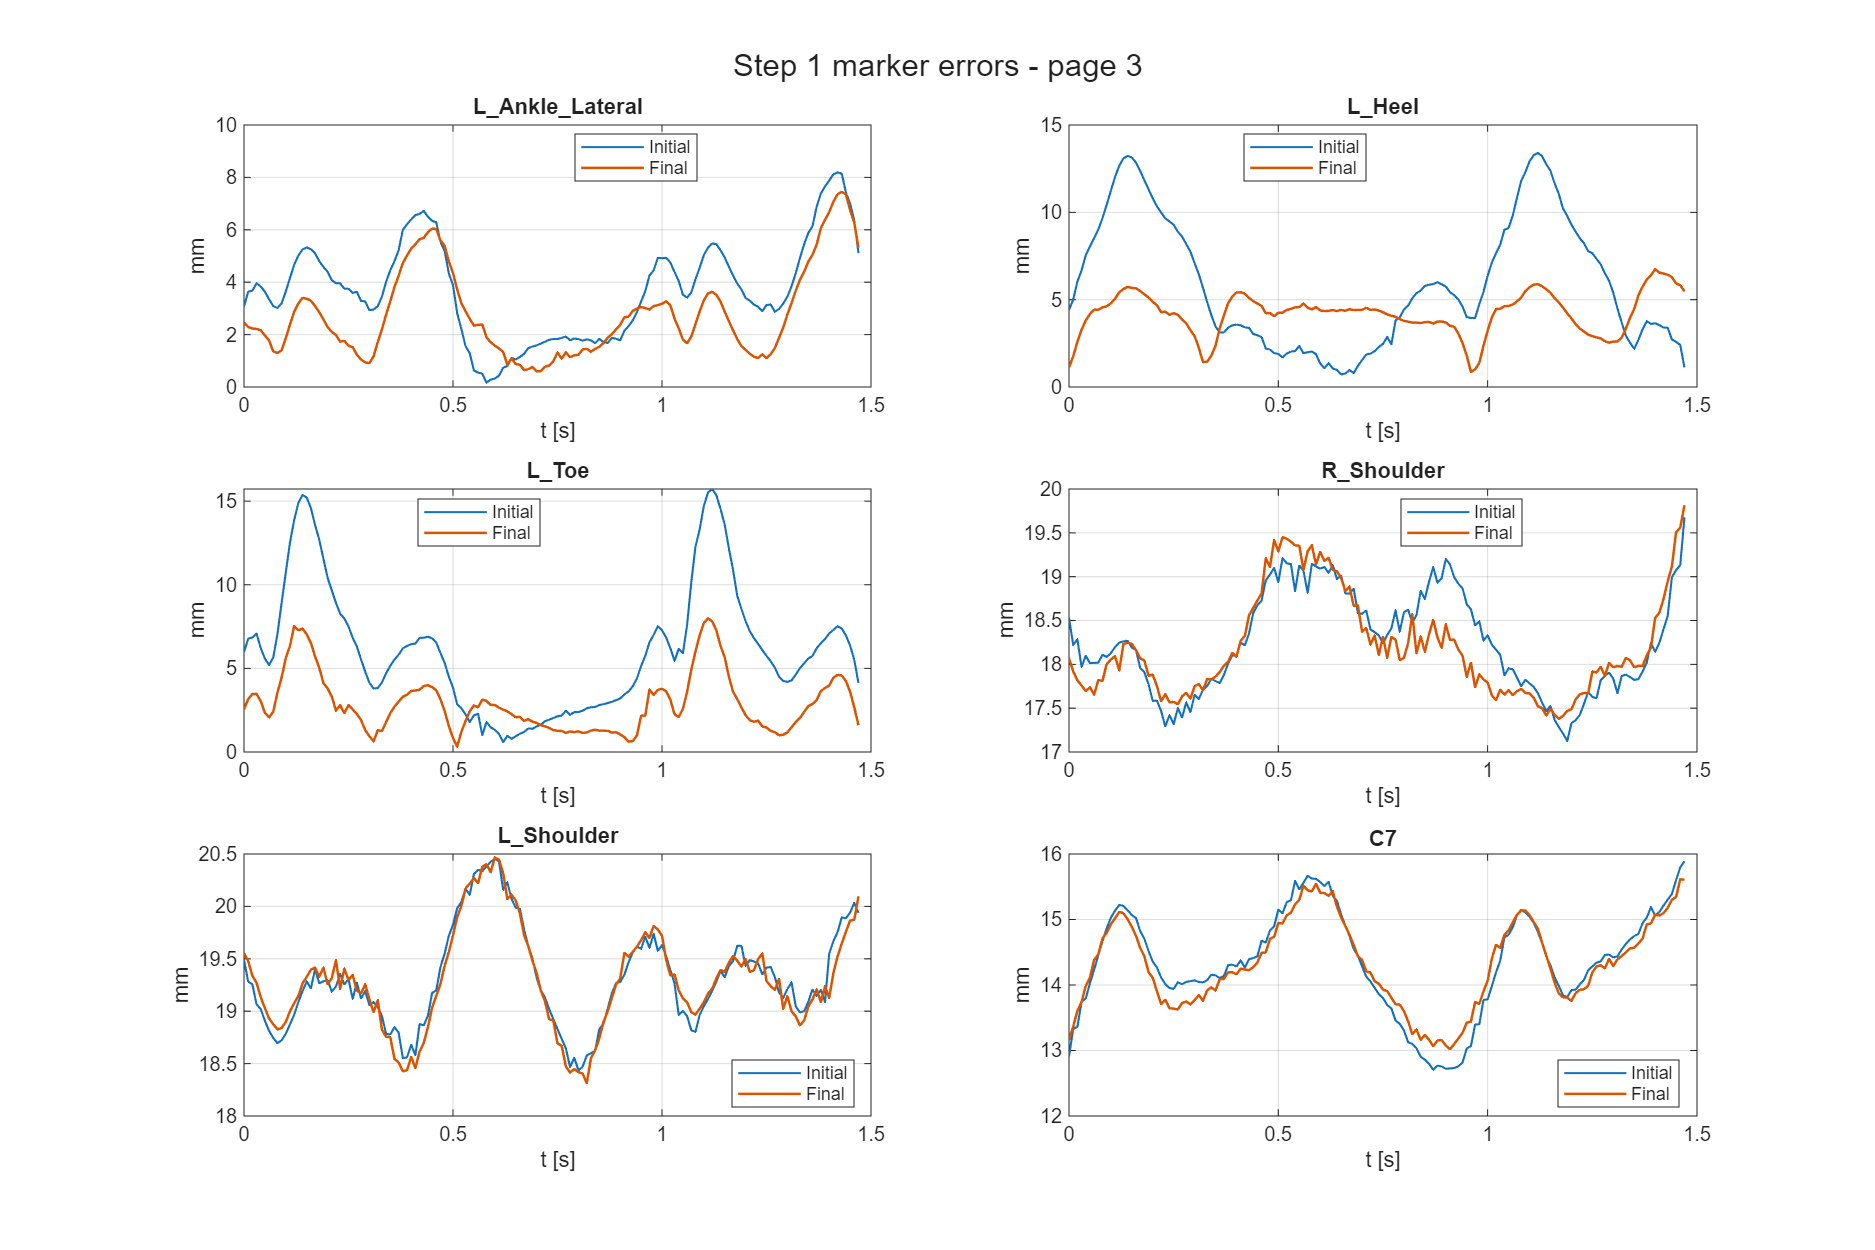 Step 1 marker errors - page 3
L_Ankle_Lateral
10
8
6
4
2
0
mm
Initial
Final
0 0.5 1 1.5
t [s]
L_Heel
15
10
5
0
mm
Initial
Final
0 0.5 1 1.5
t [s]
L_Toe
15
10
5
0
mm
Initial
Final
0 0.5 1 1.5
t [s]
R_Shoulder
20
19.5
19
18.5
18
17.5
17
mm
Initial
Final
0 0.5 1 1.5
t [s]
L_Shoulder
20.5
20
19.5
19
18.5
18
mm
Initial
Final
0 0.5 1 1.5
t [s]
C7
16
15
14
13
12
mm
Initial
Final
0 0.5 1 1.5
t [s]